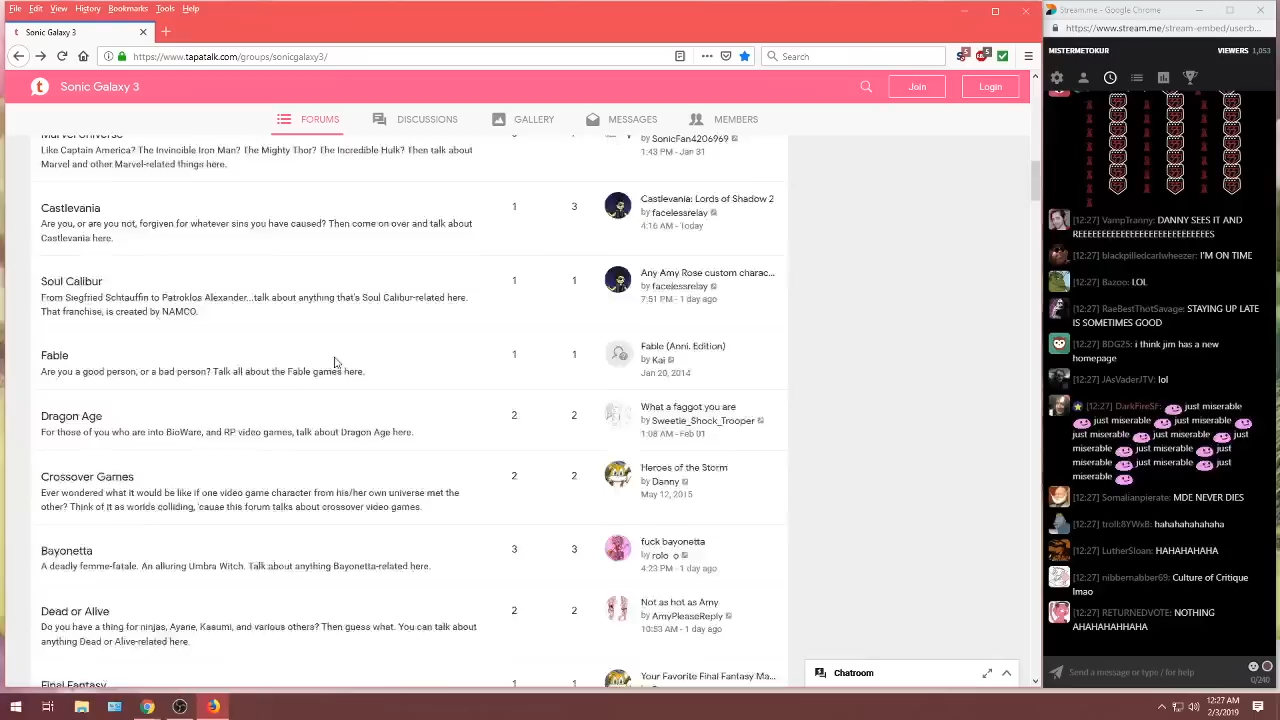 File Edit View History Bookmarks Tools Help
Sonic Galaxy 3
https://www.tapatalk.com/groups/sonicgalaxy3/
Search
Sonic Galaxy 3
Join
Login
FORUMS
DISCUSSIONS
GALLERY
MESSAGES
MEMBERS
Marvel Universe
Like Captain America? The Invincible Iron Man? The Mighty Thor? The Incredible Hulk? Then talk about
Marvel and other Marvel-related things here.
by SonicFan4206969
1:43 PM - Jan 31
Castlevania
Are you, or are you not, forgiven for whatever sins you have caused? Then come on over and talk about
Castlevania here.
1
3
Castlevania: Lords of Shadow 2
by facelessrelay
4:16 AM - Today
Soul Calibur
From Siegfried Schtauffin to Patroklos Alexander...talk about anything that's Soul Calibur-related here.
That franchise, is created by NAMCO.
1
1
Any Amy Rose custom charac...
by facelessrelay
7:51 PM - 1 day ago
Fable
Are you a good person, or a bad person? Talk all about the Fable games here.
1
1
Fable (Anni. Edition)
by Kai
Jan 20, 2014
Dragon Age
For those of you who are into BioWare, and RP video games, talk about Dragon Age here.
2
2
What a faggot you are
by Sweetie_Shock_Trooper
1:08 AM - Feb 01
Crossover Games
Ever wondered what it would be like if one video game character from his/her own universe met the
other? Think of it as worlds colliding, 'cause this forum talks about crossover video games.
2
2
Heroes of the Storm
by Danny
May 12, 2015
Bayonetta
A deadly femme-fatale. An alluring Umbra Witch. Talk about anything Bayonetta-related here.
3
3
fuck bayonetta
by rolo_o
4:23 PM - 1 day ago
Dead or Alive
Do you have a thing for ninjas, Ayane, Kasumi, and various others? Then guess what. You can talk about
anything Dead or Alive-related here.
2
2
Not as hot as Amy
by AmyPleaseReply
10:53 AM - 1 day ago
Final Fantasy
1
1
Your Favorite Final Fantasy Ma...
Chatroom
Stream.me - Google Chrome
https://www.stream.me/stream-embed/user:b...
MISTERMETOKUR
VIEWERS 1,053
[12:27] VampTranny: DANNY SEES IT AND
REEEEEEEEEEEEEEEEEEEEEEEEEES
[12:27] blackpilledcarlwheezer: I'M ON TIME
[12:27] Bazoo: LOL
[12:27] RaeBestThotSavage: STAYING UP LATE
IS SOMETIMES GOOD
[12:27] BDG25: i think jim has a new
homepage
[12:27] JAsVaderJTV: lol
[12:27] DarkFireSF: just miserable
just miserable just miserable
just miserable just miserable just
miserable just miserable just
miserable just miserable just
miserable
[12:27] Somalianpierate: MDE NEVER DIES
[12:27] troll:8YWxB: hahahahahahaha
[12:27] LutherSloan: HAHAHAHAHA
[12:27] nibbernabber69: Culture of Critique
lmao
[12:27] RETURNEDVOTE: NOTHING
AHAHAHAHHAHA
Send a message or type / for help
0/240
12:27 AM
2/3/2019